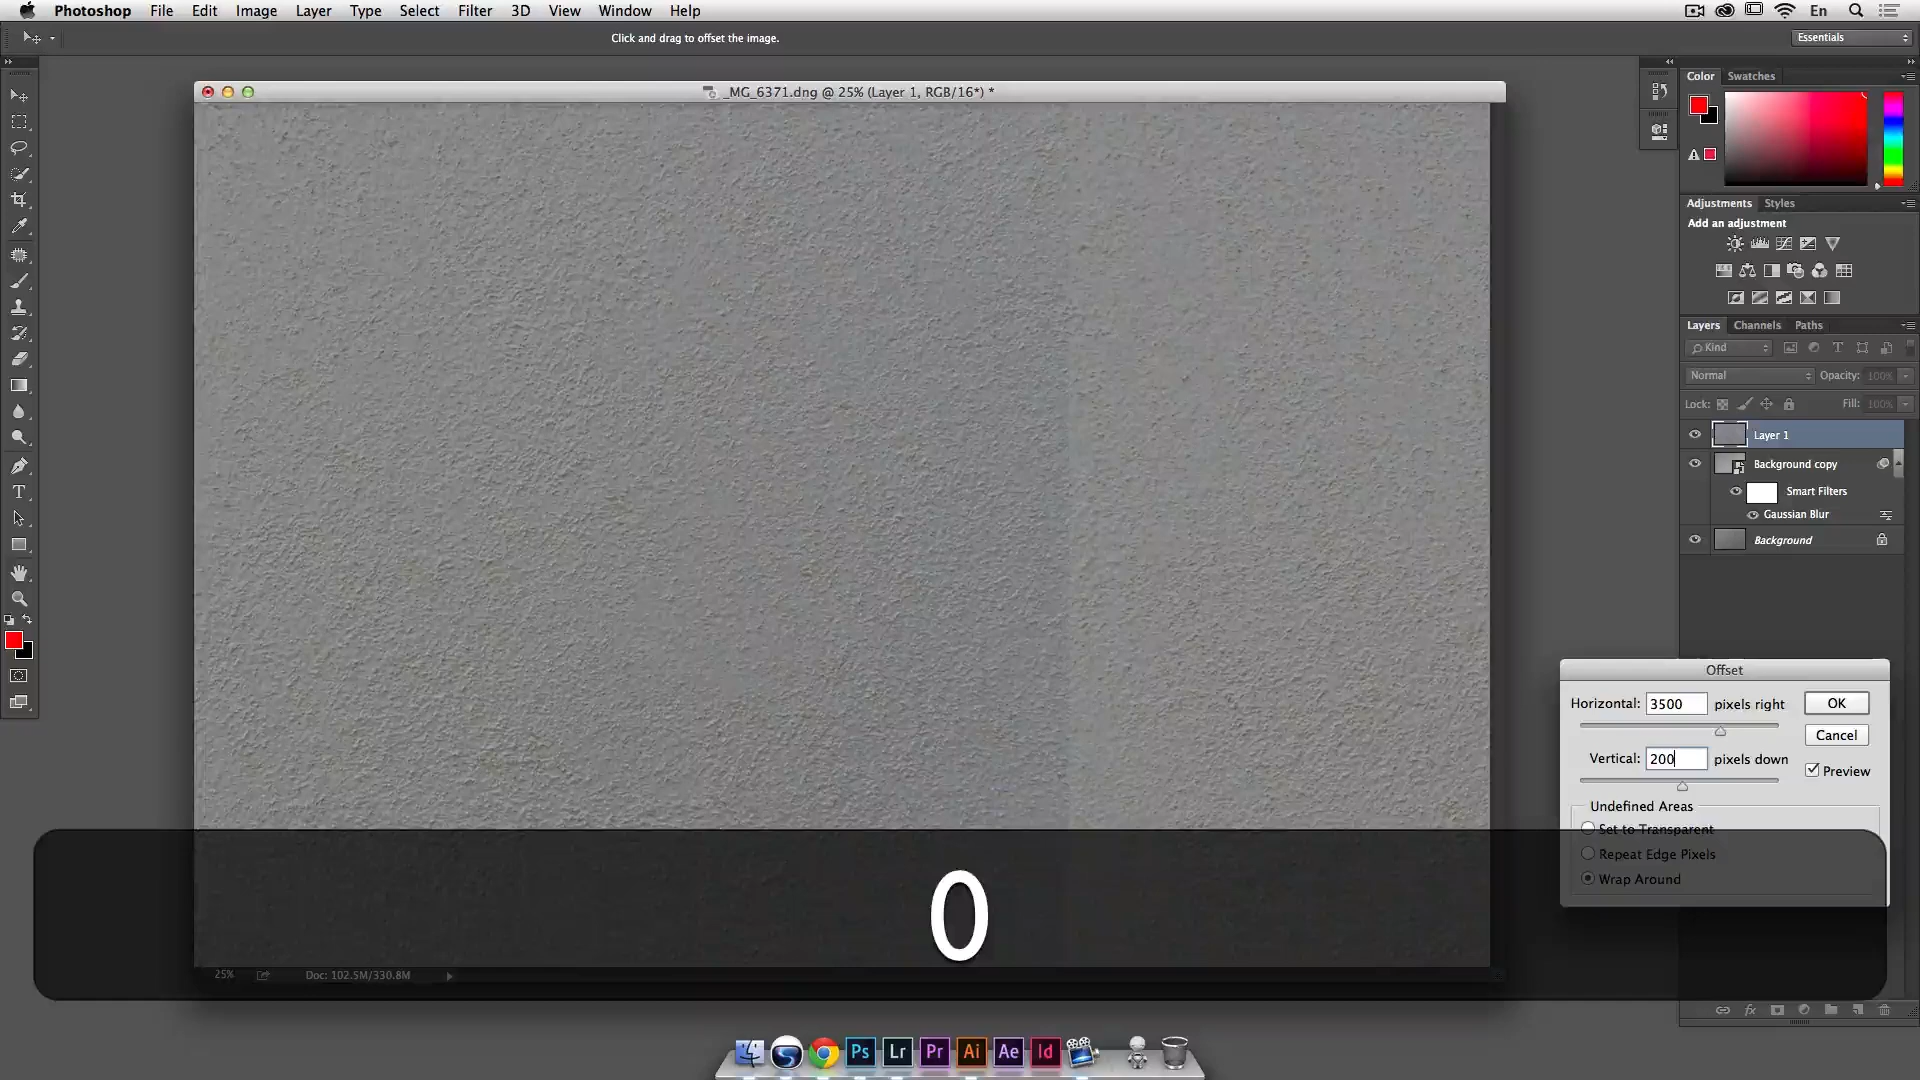 Photoshop File Edit Image Layer Type Select Filter 3D View Window Help En
Click and drag to offset the image.
Essentials
_MG_6371.dng @ 25% (Layer 1, RGB/16*) *
Color Swatches
Adjustments Styles
Add an adjustment
Layers Channels Paths
Kind
Normal Opacity: 100%
Lock: Fill: 100%
Layer 1
Background copy
Smart Filters
Gaussian Blur
Background
Offset
Horizontal: 3500 pixels right OK
Cancel
Vertical: 200 pixels down
Preview
Undefined Areas
Set to Transparent
Repeat Edge Pixels
Wrap Around
0
25% Doc: 102.5M/330.8M
Ps Lr Pr Ai Ae Id